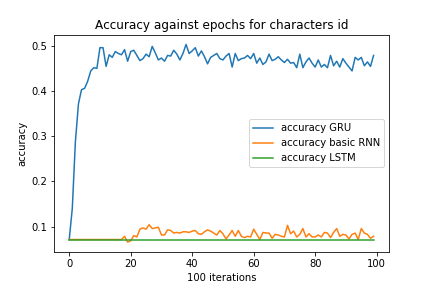 Accuracy against epochs for characters id
accuracy
0.5
0.4
0.3
0.2
0.1
accuracy GRU
accuracy basic RNN
accuracy LSTM
0 20 40 60 80 100
100 iterations